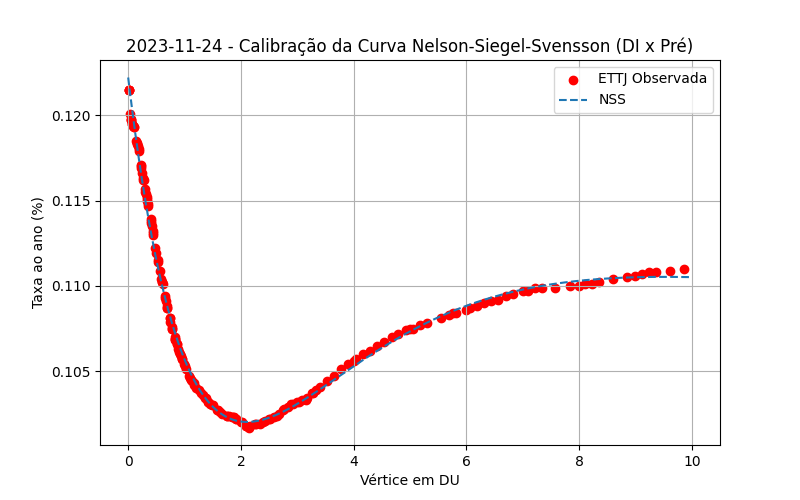 2023-11-24 - Calibração da Curva Nelson-Siegel-Svensson (DI x Pré)
ETTJ Observada
NSS
Taxa ao ano (%)
0.120
0.115
0.110
0.105
0 2 4 6 8 10
Vértice em DU